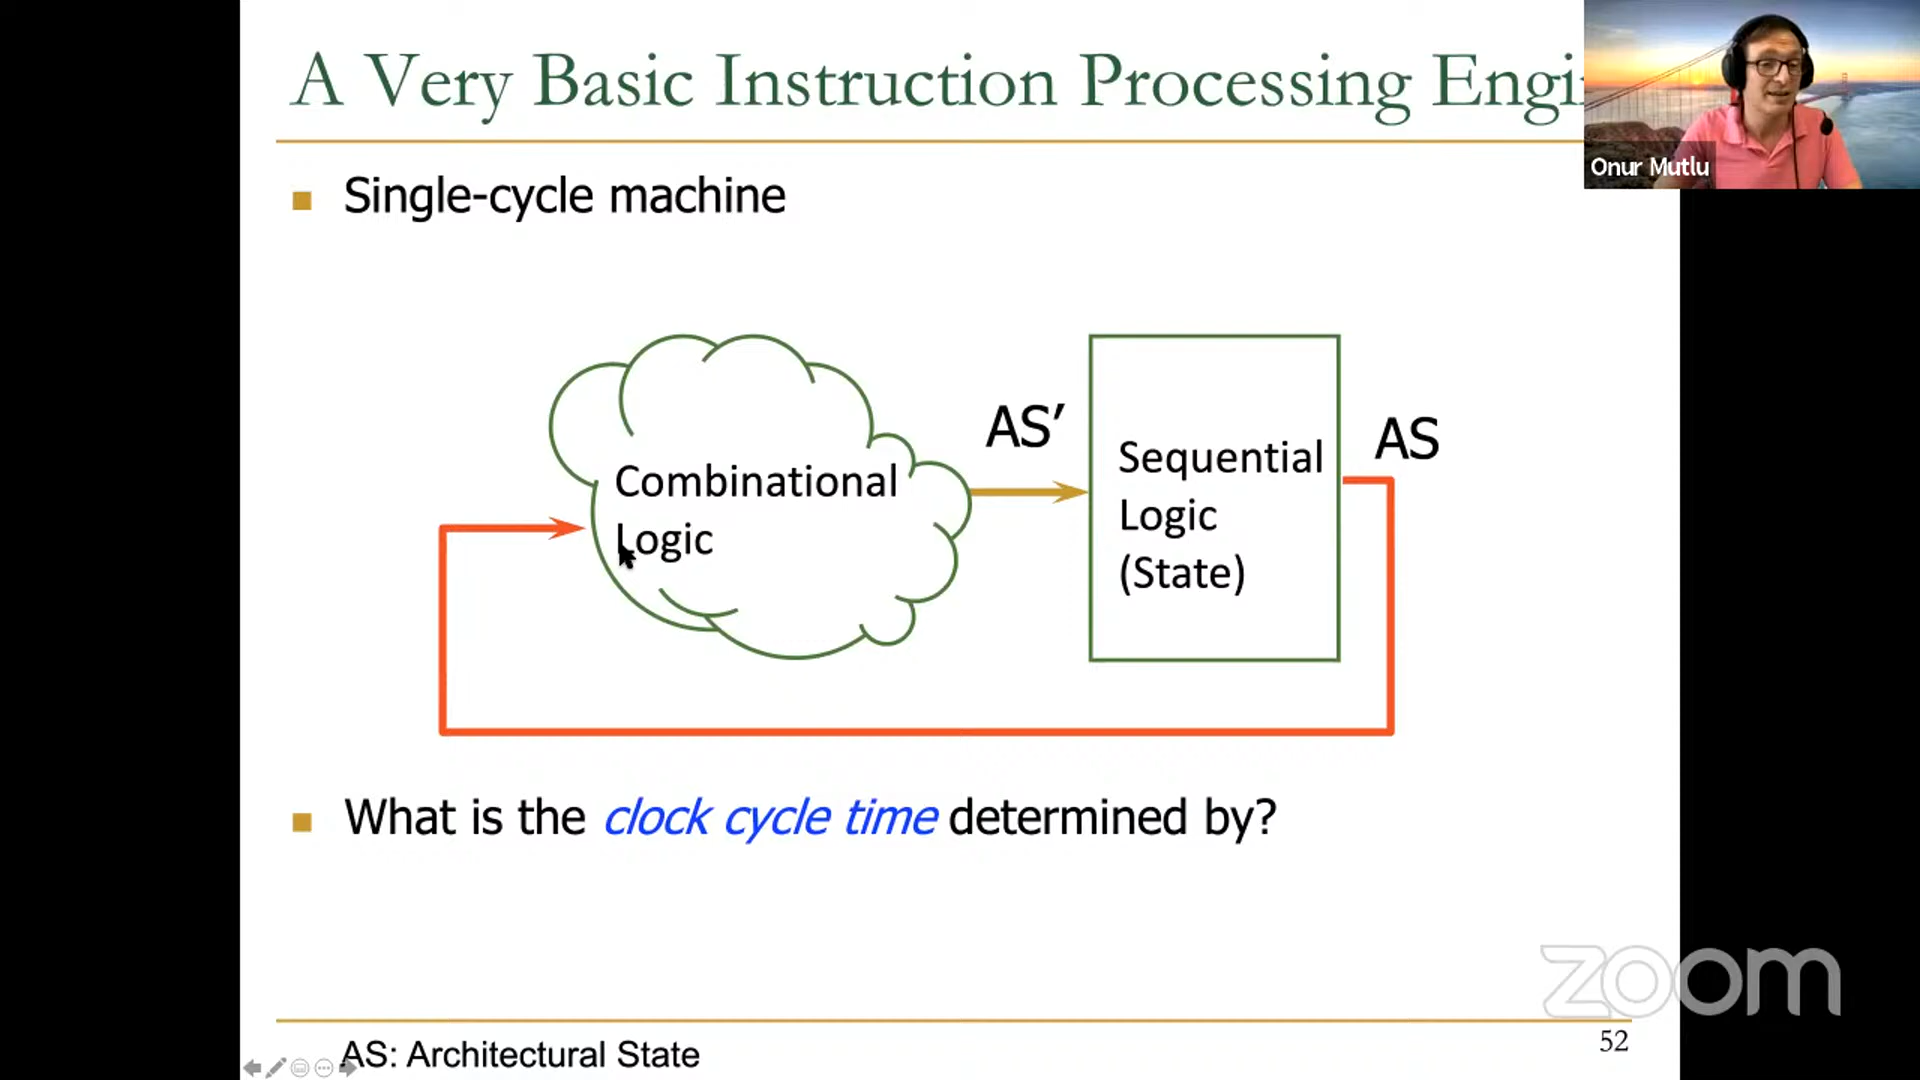 A Very Basic Instruction Processing Engi
Onur Mutlu
Single-cycle machine
Combinational
Logic
AS’
Sequential
Logic
(State)
AS
What is the clock cycle time determined by?
zoom
AS: Architectural State
52